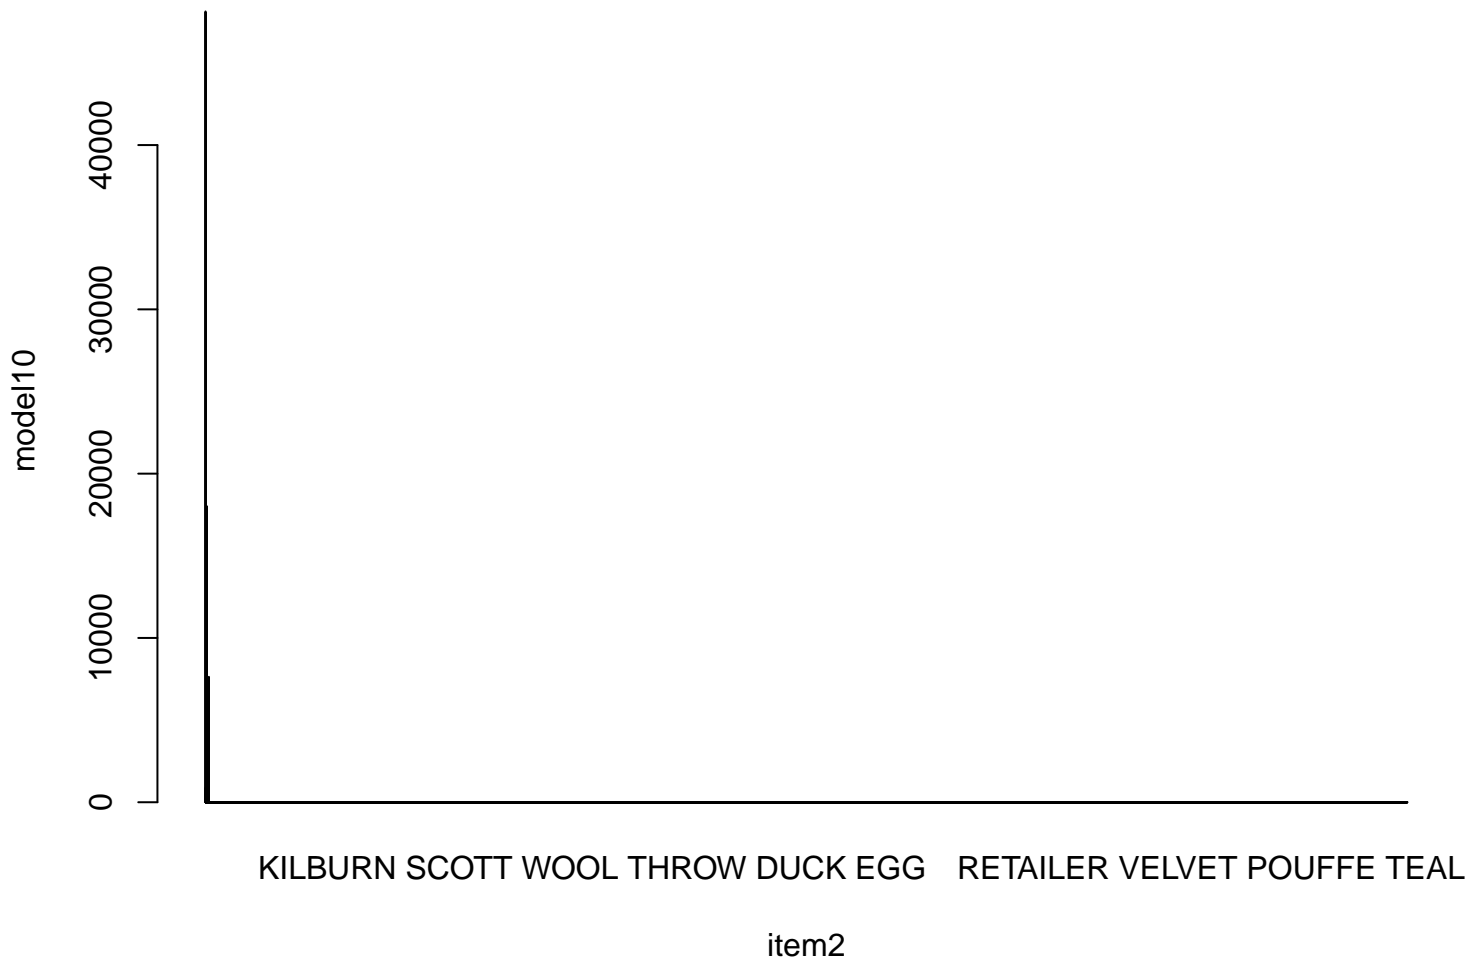 model10
40000
30000
20000
10000
0
KILBURN SCOTT WOOL THROW DUCK EGG RETAILER VELVET POUFFE TEAL
item2